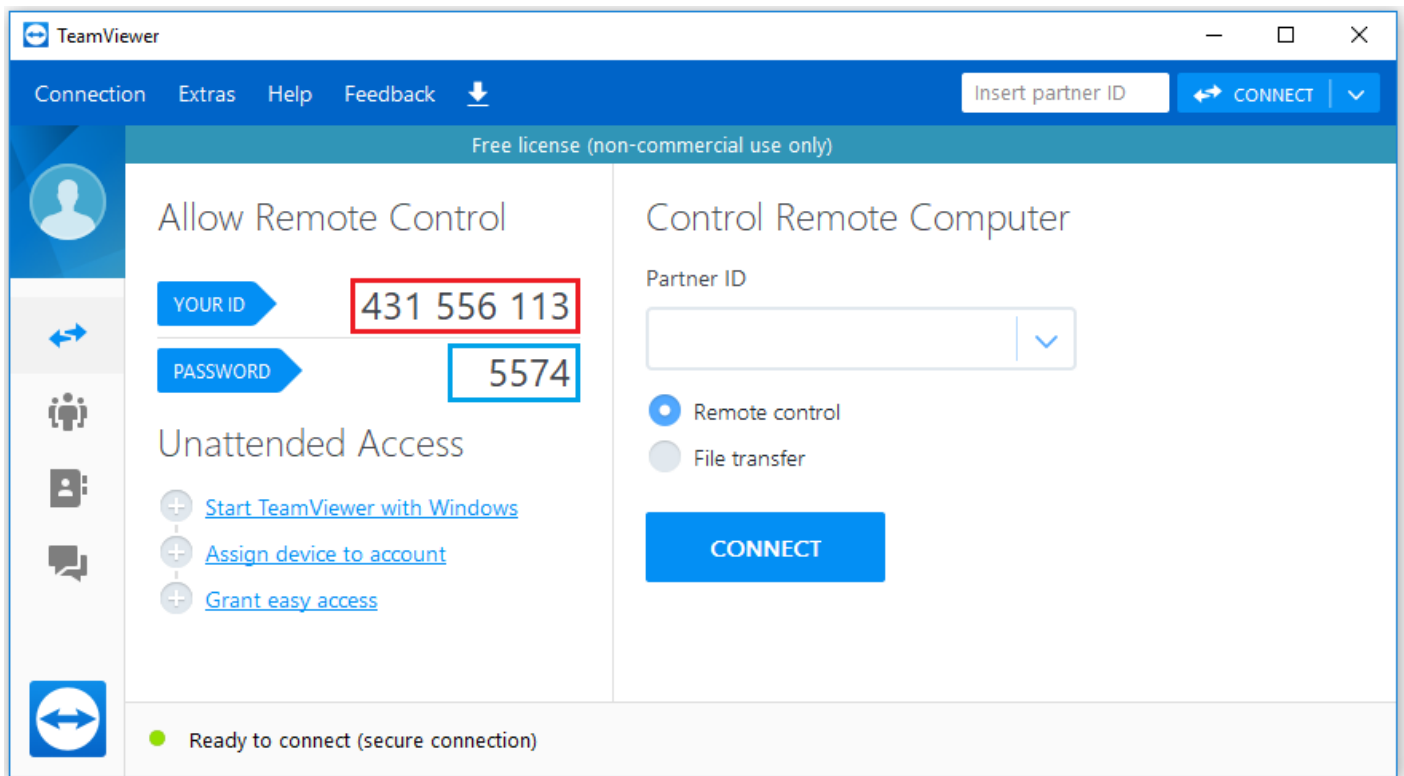 TeamViewer
Connection Extras Help Feedback Insert partner ID CONNECT
Free license (non-commercial use only)
Allow Remote Control
YOUR ID 431 556 113
PASSWORD 5574
Unattended Access
Start TeamViewer with Windows
Assign device to account
Grant easy access
Control Remote Computer
Partner ID
Remote control
File transfer
CONNECT
Ready to connect (secure connection)